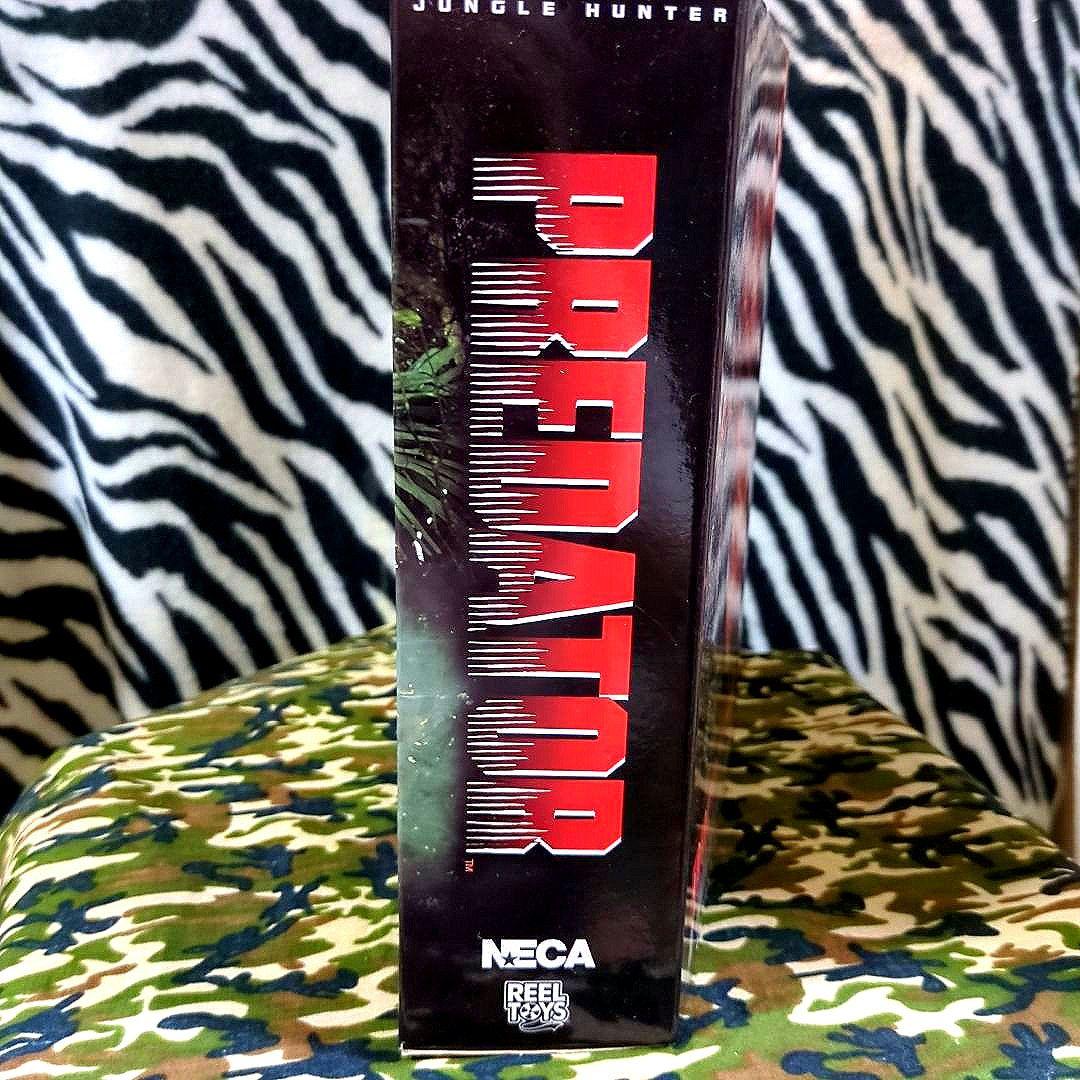 JUNGLE HUNTER
PREDATOR
TM
NECA
REEL
TOYS